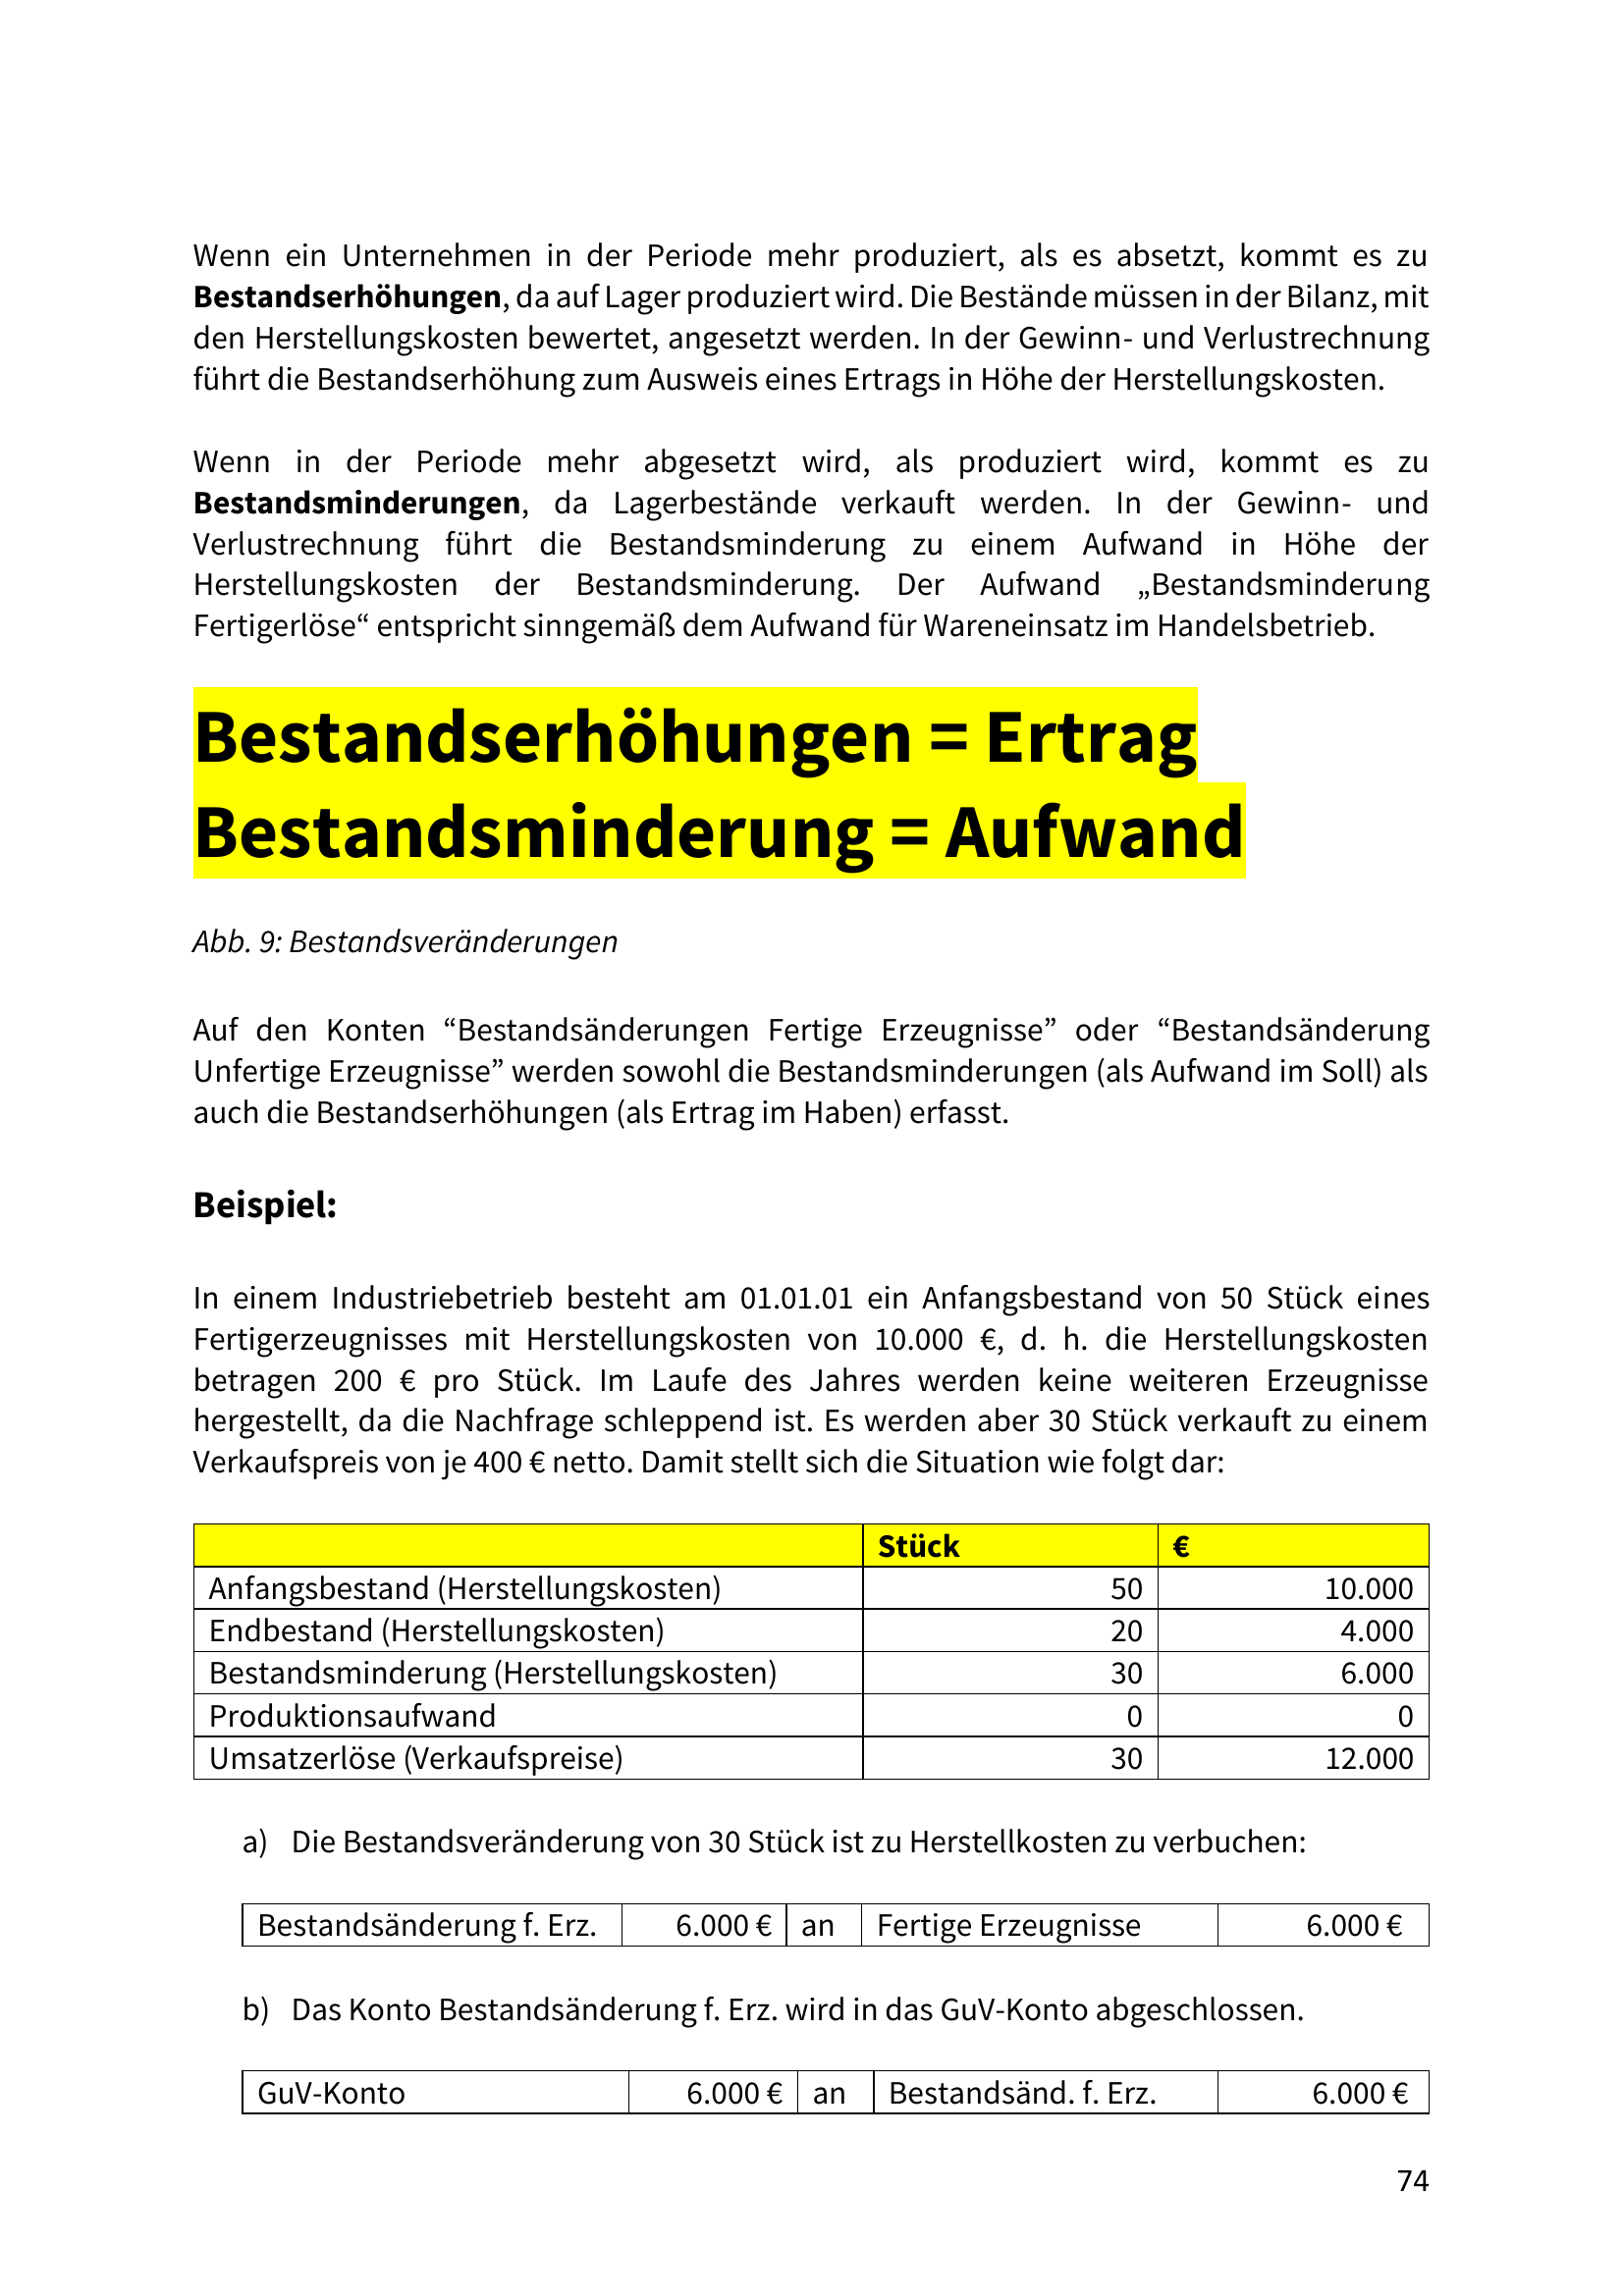 Wenn ein Unternehmen in der Periode mehr produziert, als es absetzt, kommt es zu
Bestandserhöhungen, da auf Lager produziert wird. Die Bestände müssen in der Bilanz, mit
den Herstellungskosten bewertet, angesetzt werden. In der Gewinn- und Verlustrechnung
führt die Bestandserhöhung zum Ausweis eines Ertrags in Höhe der Herstellungskosten.
Wenn in der Periode mehr abgesetzt wird, als produziert wird, kommt es zu
Bestandsminderungen, da Lagerbestände verkauft werden. In der Gewinn- und
Verlustrechnung führt die Bestandsminderung zu einem Aufwand in Höhe der
Herstellungskosten der Bestandsminderung. Der Aufwand „Bestandsminderung
Fertigerlöse“ entspricht sinngemäß dem Aufwand für Wareneinsatz im Handelsbetrieb.
Bestandserhöhungen = Ertrag
Bestandsminderung = Aufwand
Abb. 9: Bestandsveränderungen
Auf den Konten “Bestandsänderungen Fertige Erzeugnisse” oder “Bestandsänderung
Unfertige Erzeugnisse” werden sowohl die Bestandsminderungen (als Aufwand im Soll) als
auch die Bestandserhöhungen (als Ertrag im Haben) erfasst.
Beispiel:
In einem Industriebetrieb besteht am 01.01.01 ein Anfangsbestand von 50 Stück eines
Fertigerzeugnisses mit Herstellungskosten von 10.000 €, d. h. die Herstellungskosten
betragen 200 € pro Stück. Im Laufe des Jahres werden keine weiteren Erzeugnisse
hergestellt, da die Nachfrage schleppend ist. Es werden aber 30 Stück verkauft zu einem
Verkaufspreis von je 400 € netto. Damit stellt sich die Situation wie folgt dar:
Stück €
Anfangsbestand (Herstellungskosten) 50 10.000
Endbestand (Herstellungskosten) 20 4.000
Bestandsminderung (Herstellungskosten) 30 6.000
Produktionsaufwand 0 0
Umsatzerlöse (Verkaufspreise) 30 12.000
a) Die Bestandsveränderung von 30 Stück ist zu Herstellkosten zu verbuchen:
Bestandsänderung f. Erz. 6.000 € an Fertige Erzeugnisse 6.000 €
b) Das Konto Bestandsänderung f. Erz. wird in das GuV-Konto abgeschlossen.
GuV-Konto 6.000 € an Bestandsänd. f. Erz. 6.000 €
74